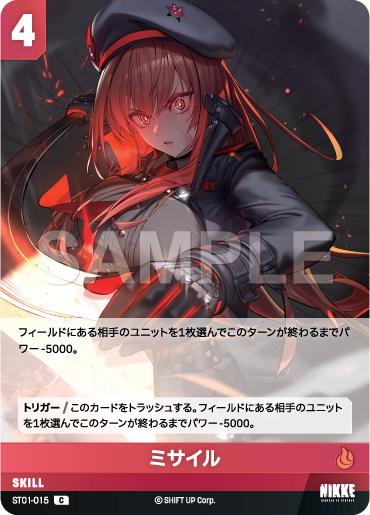 4
SAMPLE
フィールドにある相手のユニットを1枚選んでこのターンが終わるまでパ
ワー-5000。
トリガー / このカードをトラッシュする。フィールドにある相手のユニット
を1枚選んでこのターンが終わるまでパワー-5000。
ミサイル
SKILL
ST01-015 C © SHIFT UP Corp.
NIKKE